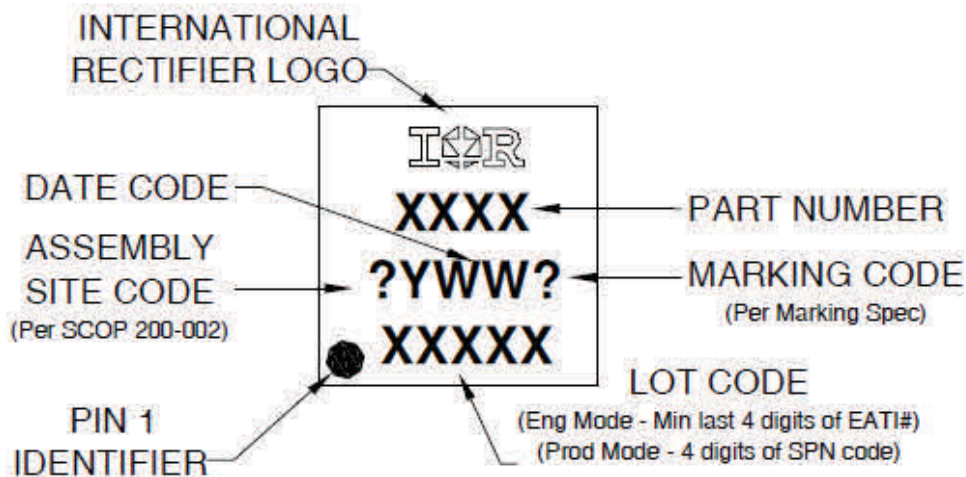 INTERNATIONAL
RECTIFIER LOGO
IOR
DATE CODE
XXXX
PART NUMBER
ASSEMBLY
SITE CODE
(Per SCOP 200-002)
?YWW?
MARKING CODE
(Per Marking Spec)
XXXXX
LOT CODE
(Eng Mode - Min last 4 digits of EATI#)
(Prod Mode - 4 digits of SPN code)
PIN 1
IDENTIFIER